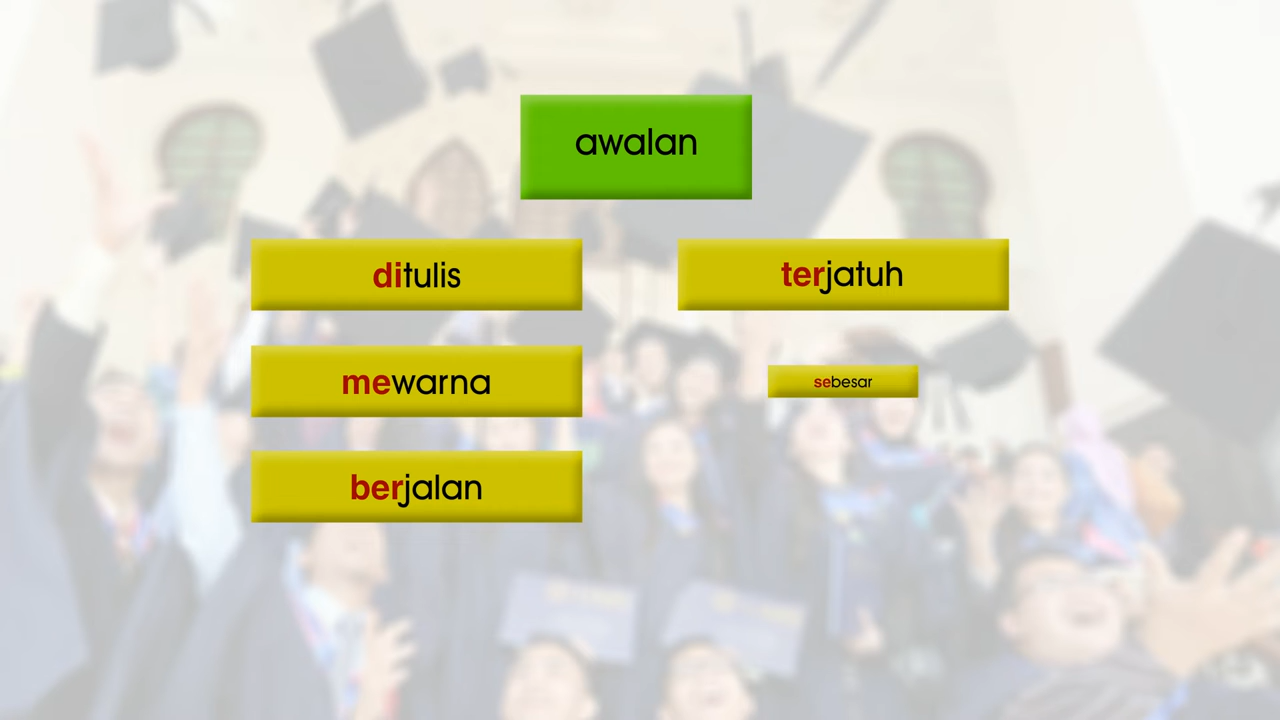 awalan
ditulis
mewarna
berjalan
terjatuh
sebesar